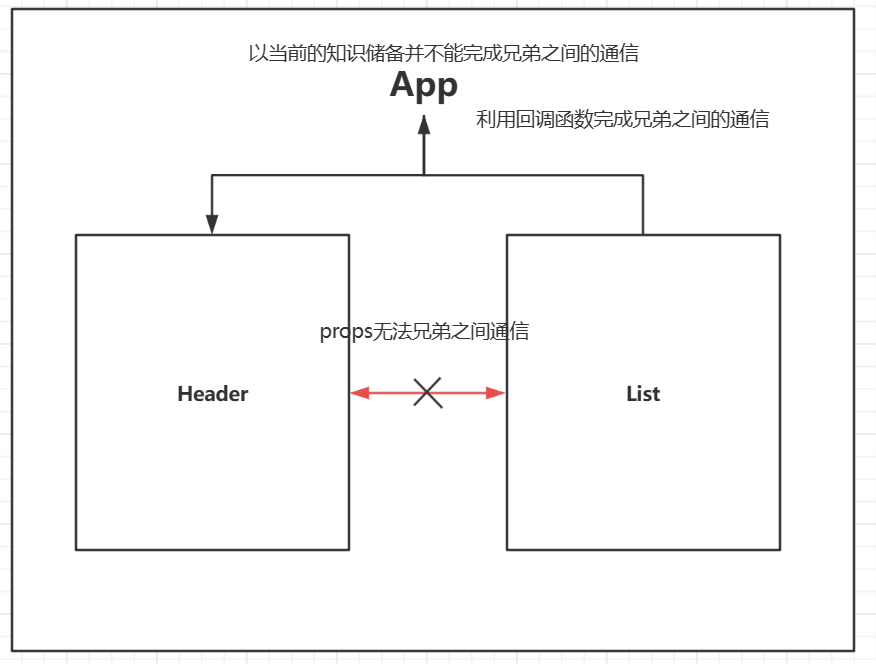 以当前的知识储备并不能完成兄弟之间的通信
App
利用回调函数完成兄弟之间的通信
props无法兄弟之间通信
Header
List